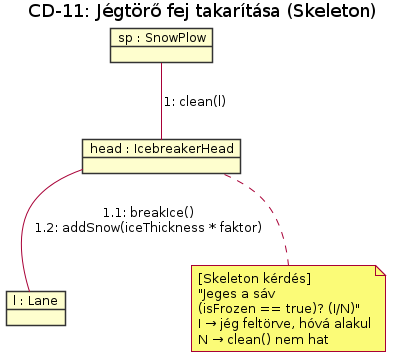 CD-11: Jégtörő fej takarítása (Skeleton)
sp : SnowPlow
1: clean(l)
head : IcebreakerHead
1.1: breakIce()
1.2: addSnow(iceThickness * faktor)
l : Lane
[Skeleton kérdés]
"Jeges a sáv
(isFrozen == true)? (I/N)"
I → jég feltörve, hóvá alakul
N → clean() nem hat